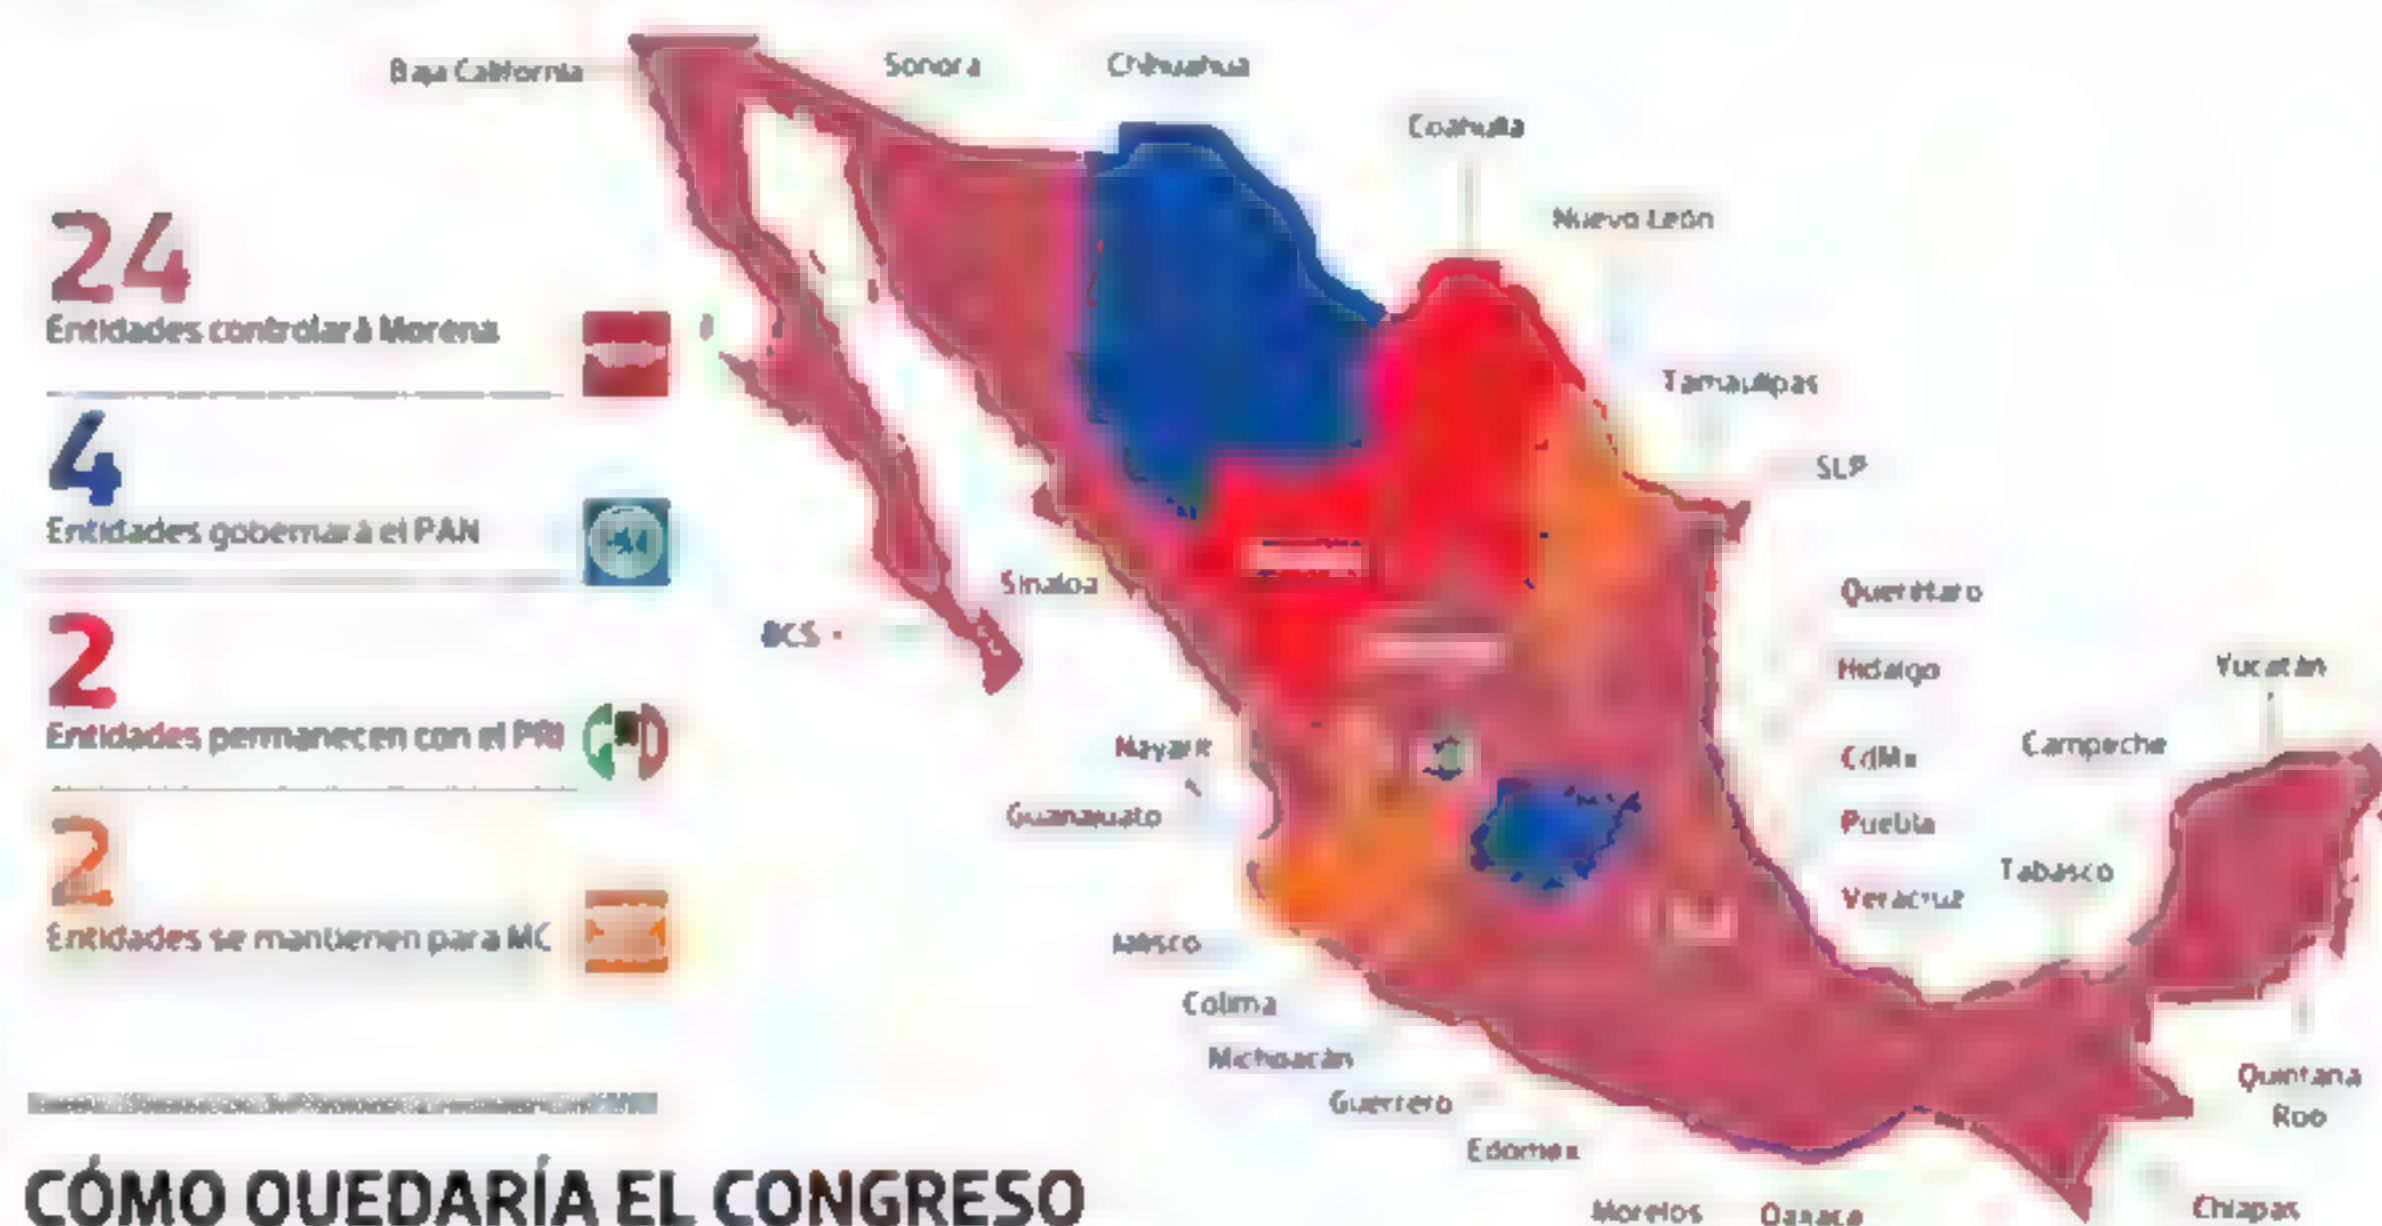 Baja California
Sonora
Chihuahua
Coahuila
Nuevo León
Tamaulipas
SLP
24
Entidades controlará Morena
4
Entidades gobernará el PAN
2
Entidades permanecen con el PRI
2
Entidades se mantienen para MC
Sinaloa
BCS
Querétaro
Hidalgo
CdMx
Puebla
Veracruz
Yucatán
Campeche
Tabasco
Nayarit
Guanajuato
Jalisco
Colima
Michoacán
Guerrero
Edomex
Morelos
Oaxaca
Chiapas
Quintana
Roo
CÓMO QUEDARÍA EL CONGRESO